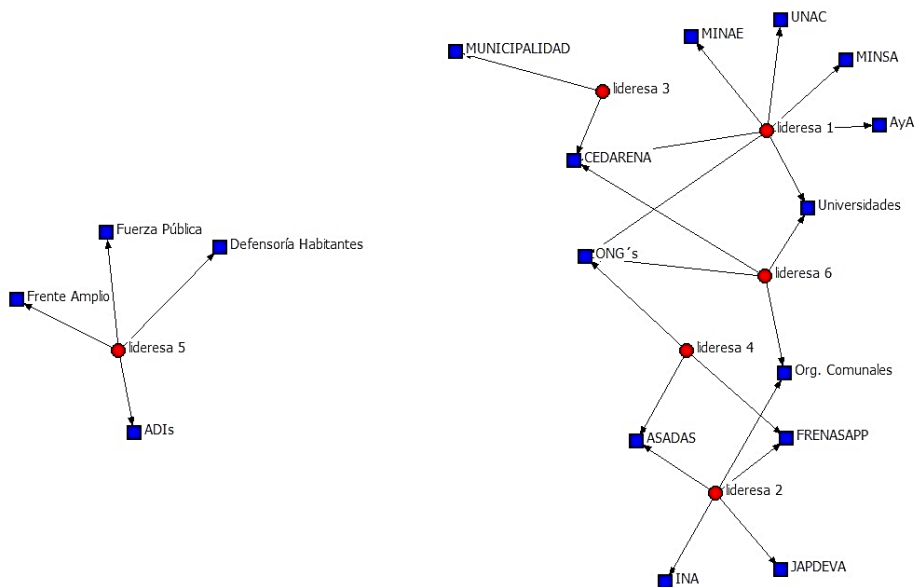 UNAC
MINAE
MUNICIPALIDAD
MINSA
lideresa 3
AyA
lideresa 1
CEDARENA
Universidades
Fuerza Pública
Defensoría Habitantes
ONG´s
lideresa 6
Frente Amplio
lideresa 5
lideresa 4
Org. Comunales
ADIs
ASADAS
FRENASAPP
lideresa 2
JAPDEVA
INA